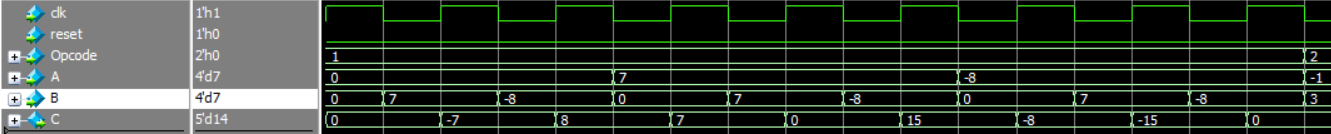 clk 1'h1
reset 1'h0
Opcode 2'h0 1 2
A 4'd7 0 7 -8 -1
B 4'd7 0 7 -8 0 7 -8 0 7 -8 3
C 5'd14 0 -7 8 7 0 15 -8 -15 0